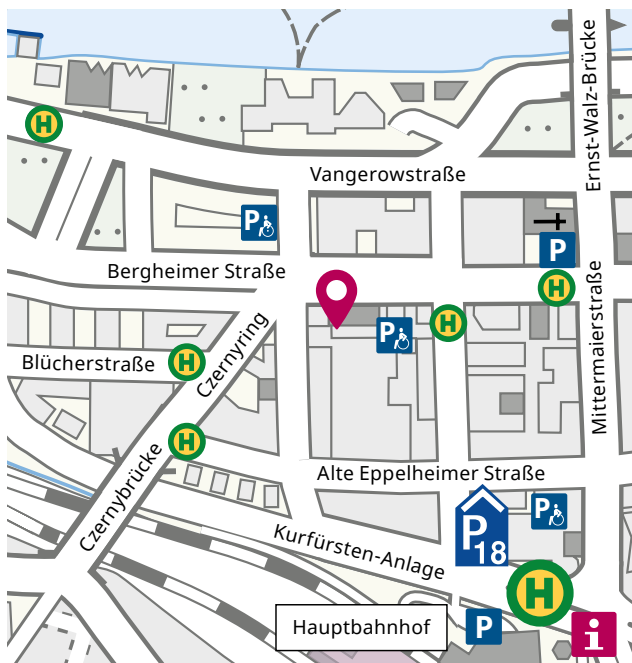 Ernst-Walz-Brücke
H
Vangerowstraße
P
P
Bergheimer Straße
H
Mittermaierstraße
H
Czernyring
P
Blücherstraße
H
H
Alte Eppelheimer Straße
Czernybrücke
P
18
P
Kurfürsten-Anlage
H
Hauptbahnhof
P
i